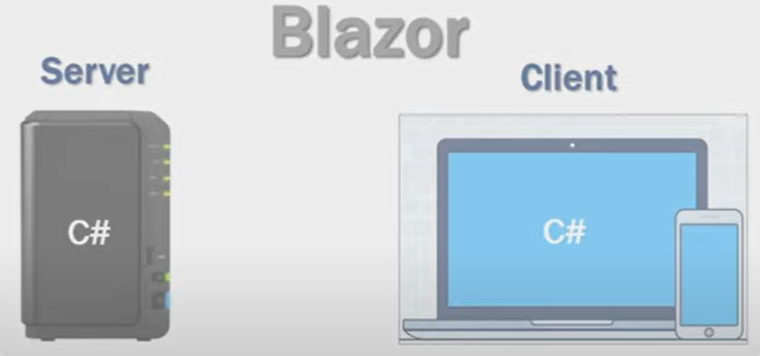 Blazor
Server
Client
C#
C#